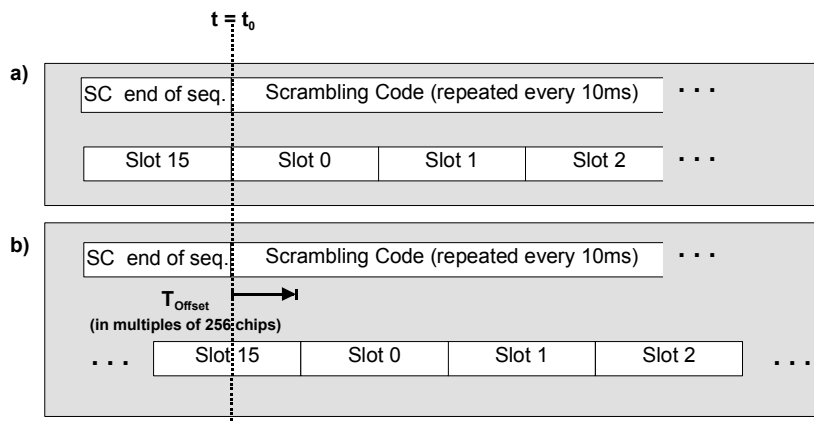 t = t0
a)
SC end of seq. Scrambling Code (repeated every 10ms) . . .
Slot 15 Slot 0 Slot 1 Slot 2 . . .
b)
SC end of seq. Scrambling Code (repeated every 10ms) . . .
TOffset
(in multiples of 256 chips)
. . . Slot 15 Slot 0 Slot 1 Slot 2 . . .